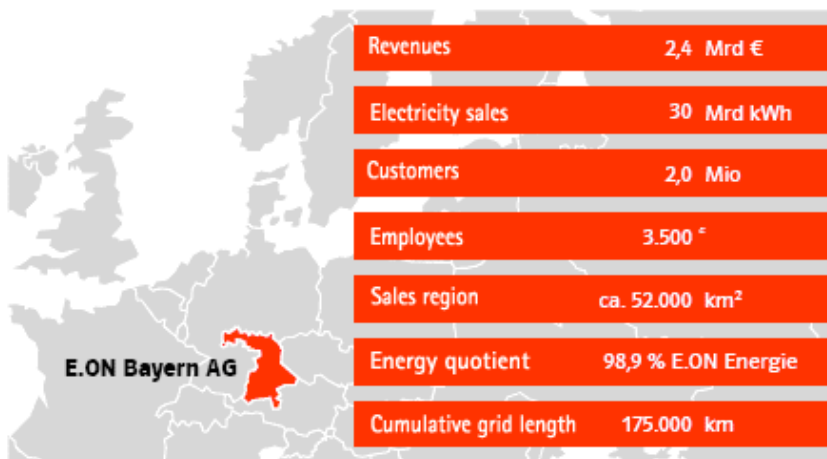 Revenues 2,4 Mrd €
Electricity sales 30 Mrd kWh
Customers 2,0 Mio
Employees 3.500
Sales region ca. 52.000 km²
E.ON Bayern AG
Energy quotient 98,9 % E.ON Energie
Cumulative grid length 175.000 km